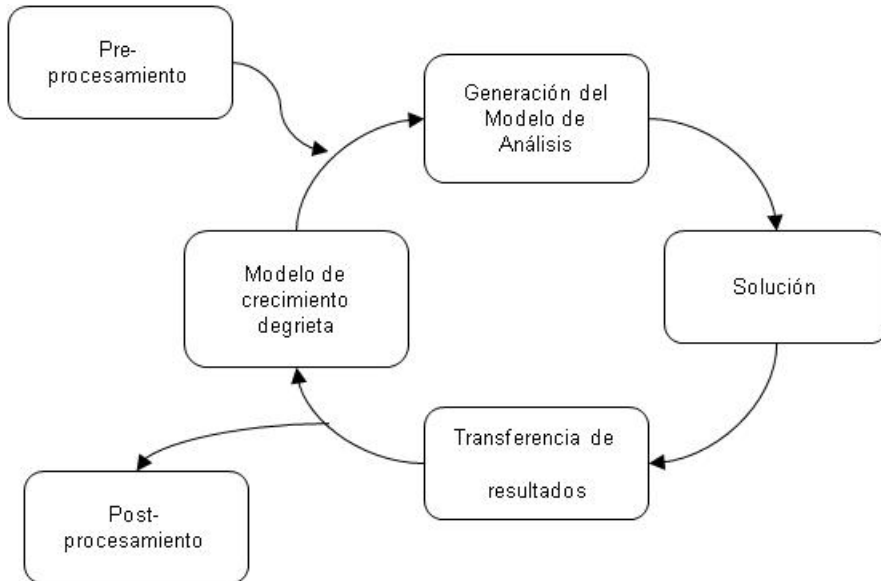 Pre-
procesamiento
Generación del
Modelo de
Análisis
Solución
Modelo de
crecimiento
degrieta
Transferencia de
resultados
Post-
procesamiento